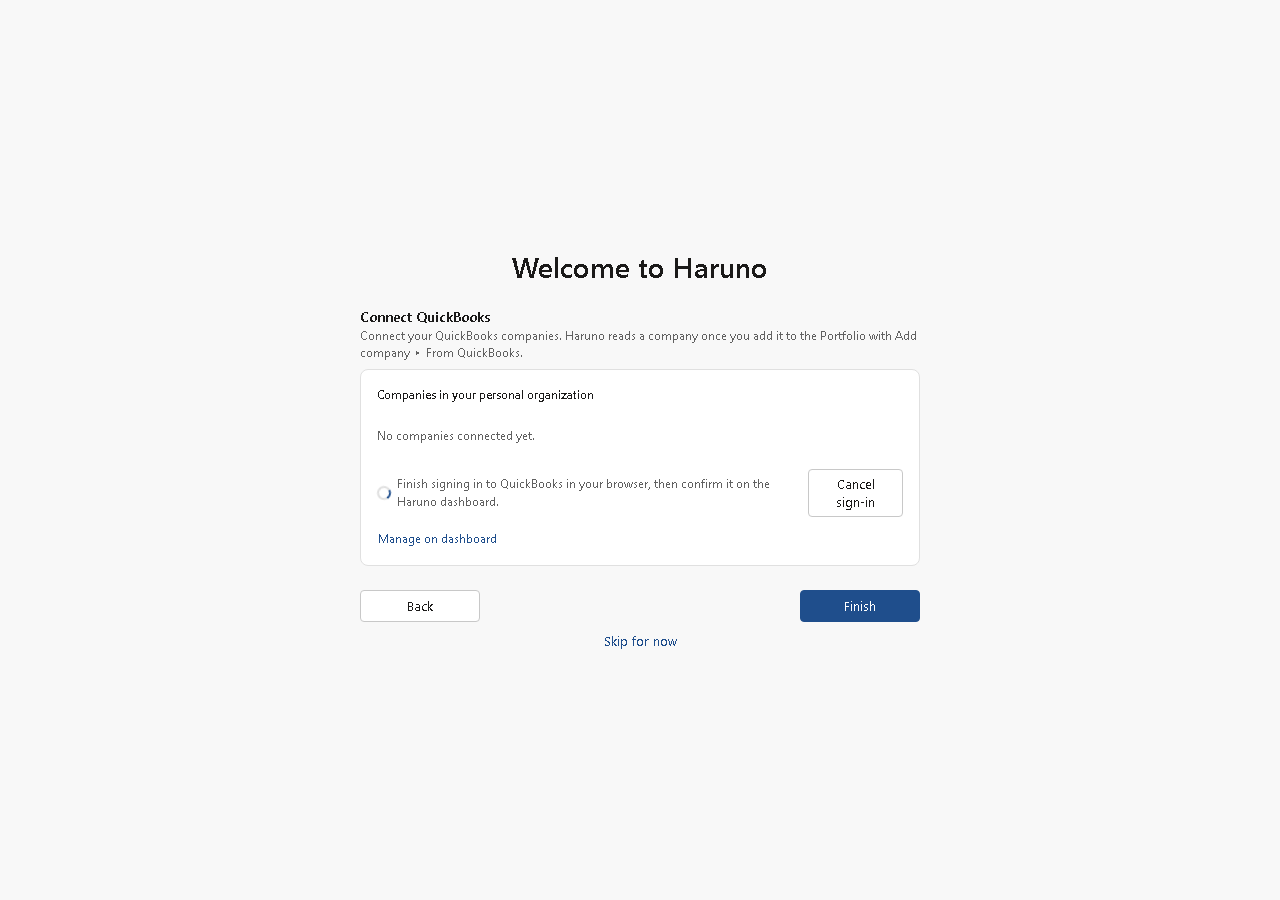 Welcome to Haruno
Connect QuickBooks
Connect your QuickBooks companies. Haruno reads a company once you add it to the Portfolio with Add
company ‣ From QuickBooks.
Companies in your personal organization
No companies connected yet.
Finish signing in to QuickBooks in your browser, then confirm it on the
Haruno dashboard.
Cancel
sign-in
Manage on dashboard
Back
Finish
Skip for now